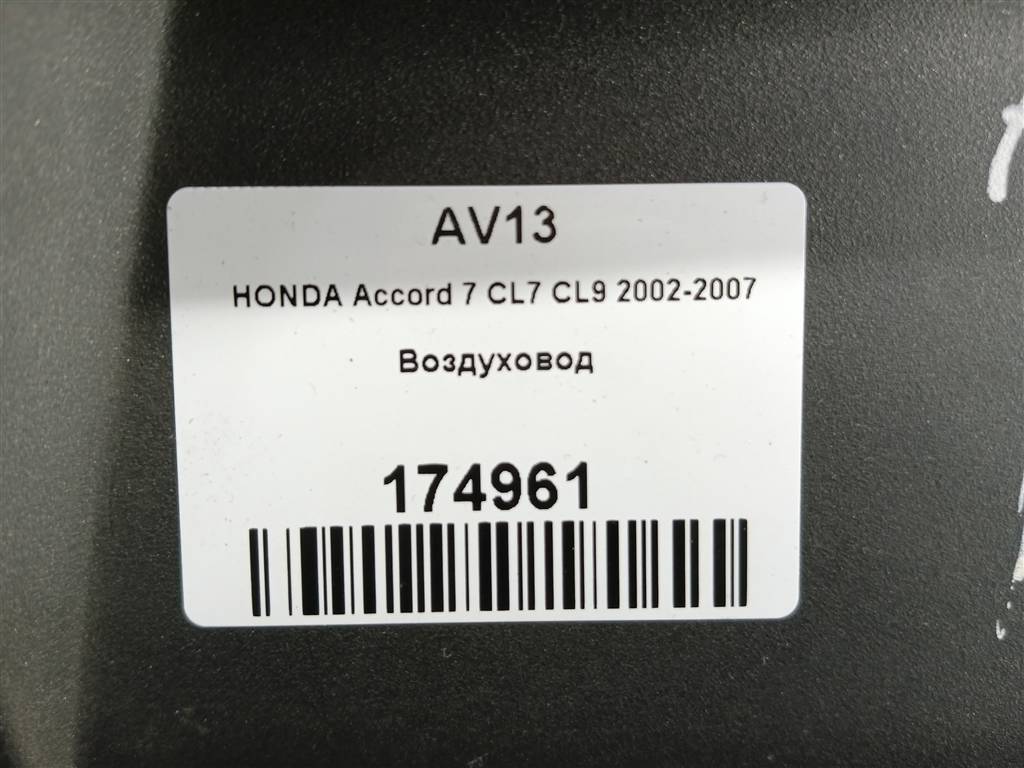 AV13
HONDA Accord 7 CL7 CL9 2002-2007
Воздуховод
174961